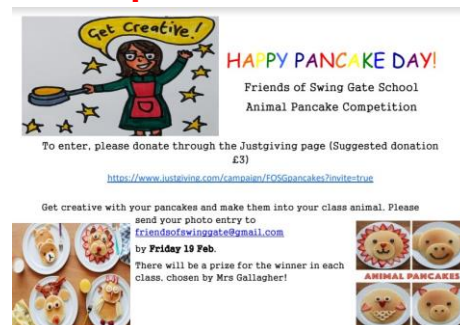 Get Creative!
HAPPY PANCAKE DAY!
Friends of Swing Gate School
Animal Pancake Competition
To enter, please donate through the Justgiving page (Suggested donation
£3)
https://www.justgiving.com/campaign/FOSGpancakes?invite=true
Get creative with your pancakes and make them into your class animal. Please
send your photo entry to
friendsofswinggate@gmail.com
by Friday 19 Feb.
There will be a prize for the winner in each
class, chosen by Mrs Gallagher!
ANIMAL PANCAKES